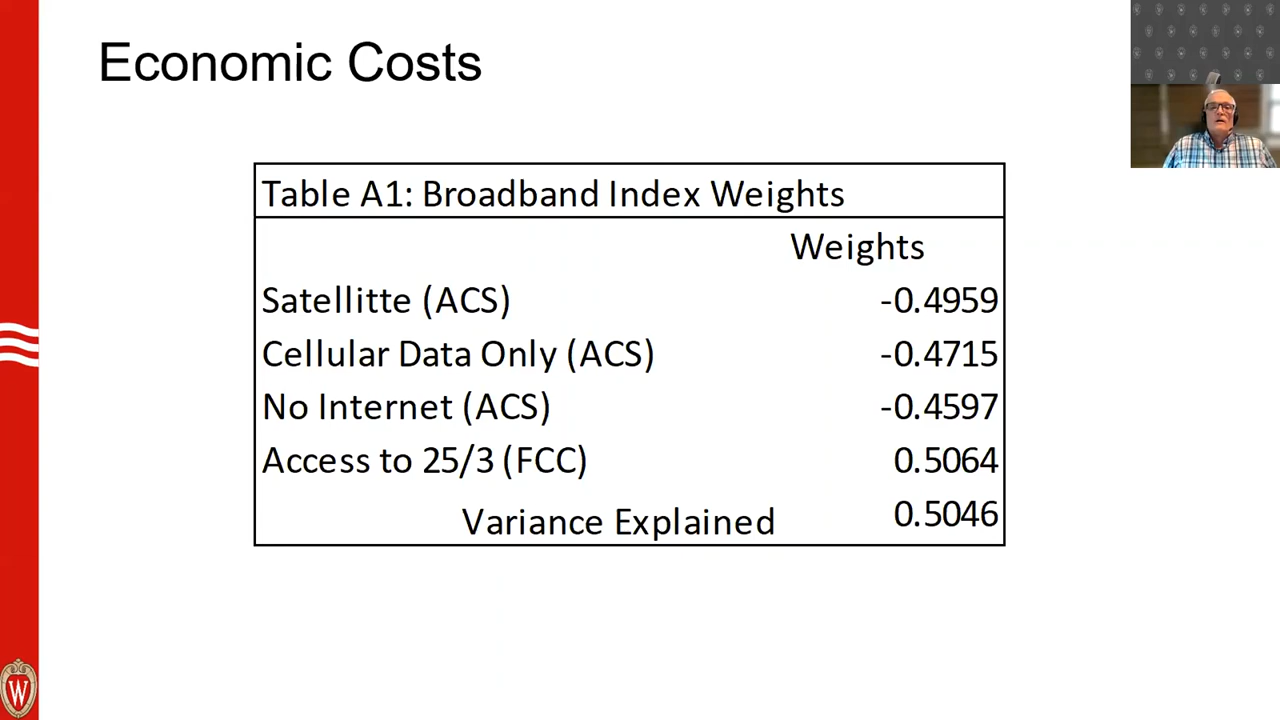 Economic Costs
Table A1: Broadband Index Weights
Weights
Satellitte (ACS) -0.4959
Cellular Data Only (ACS) -0.4715
No Internet (ACS) -0.4597
Access to 25/3 (FCC) 0.5064
Variance Explained 0.5046
W